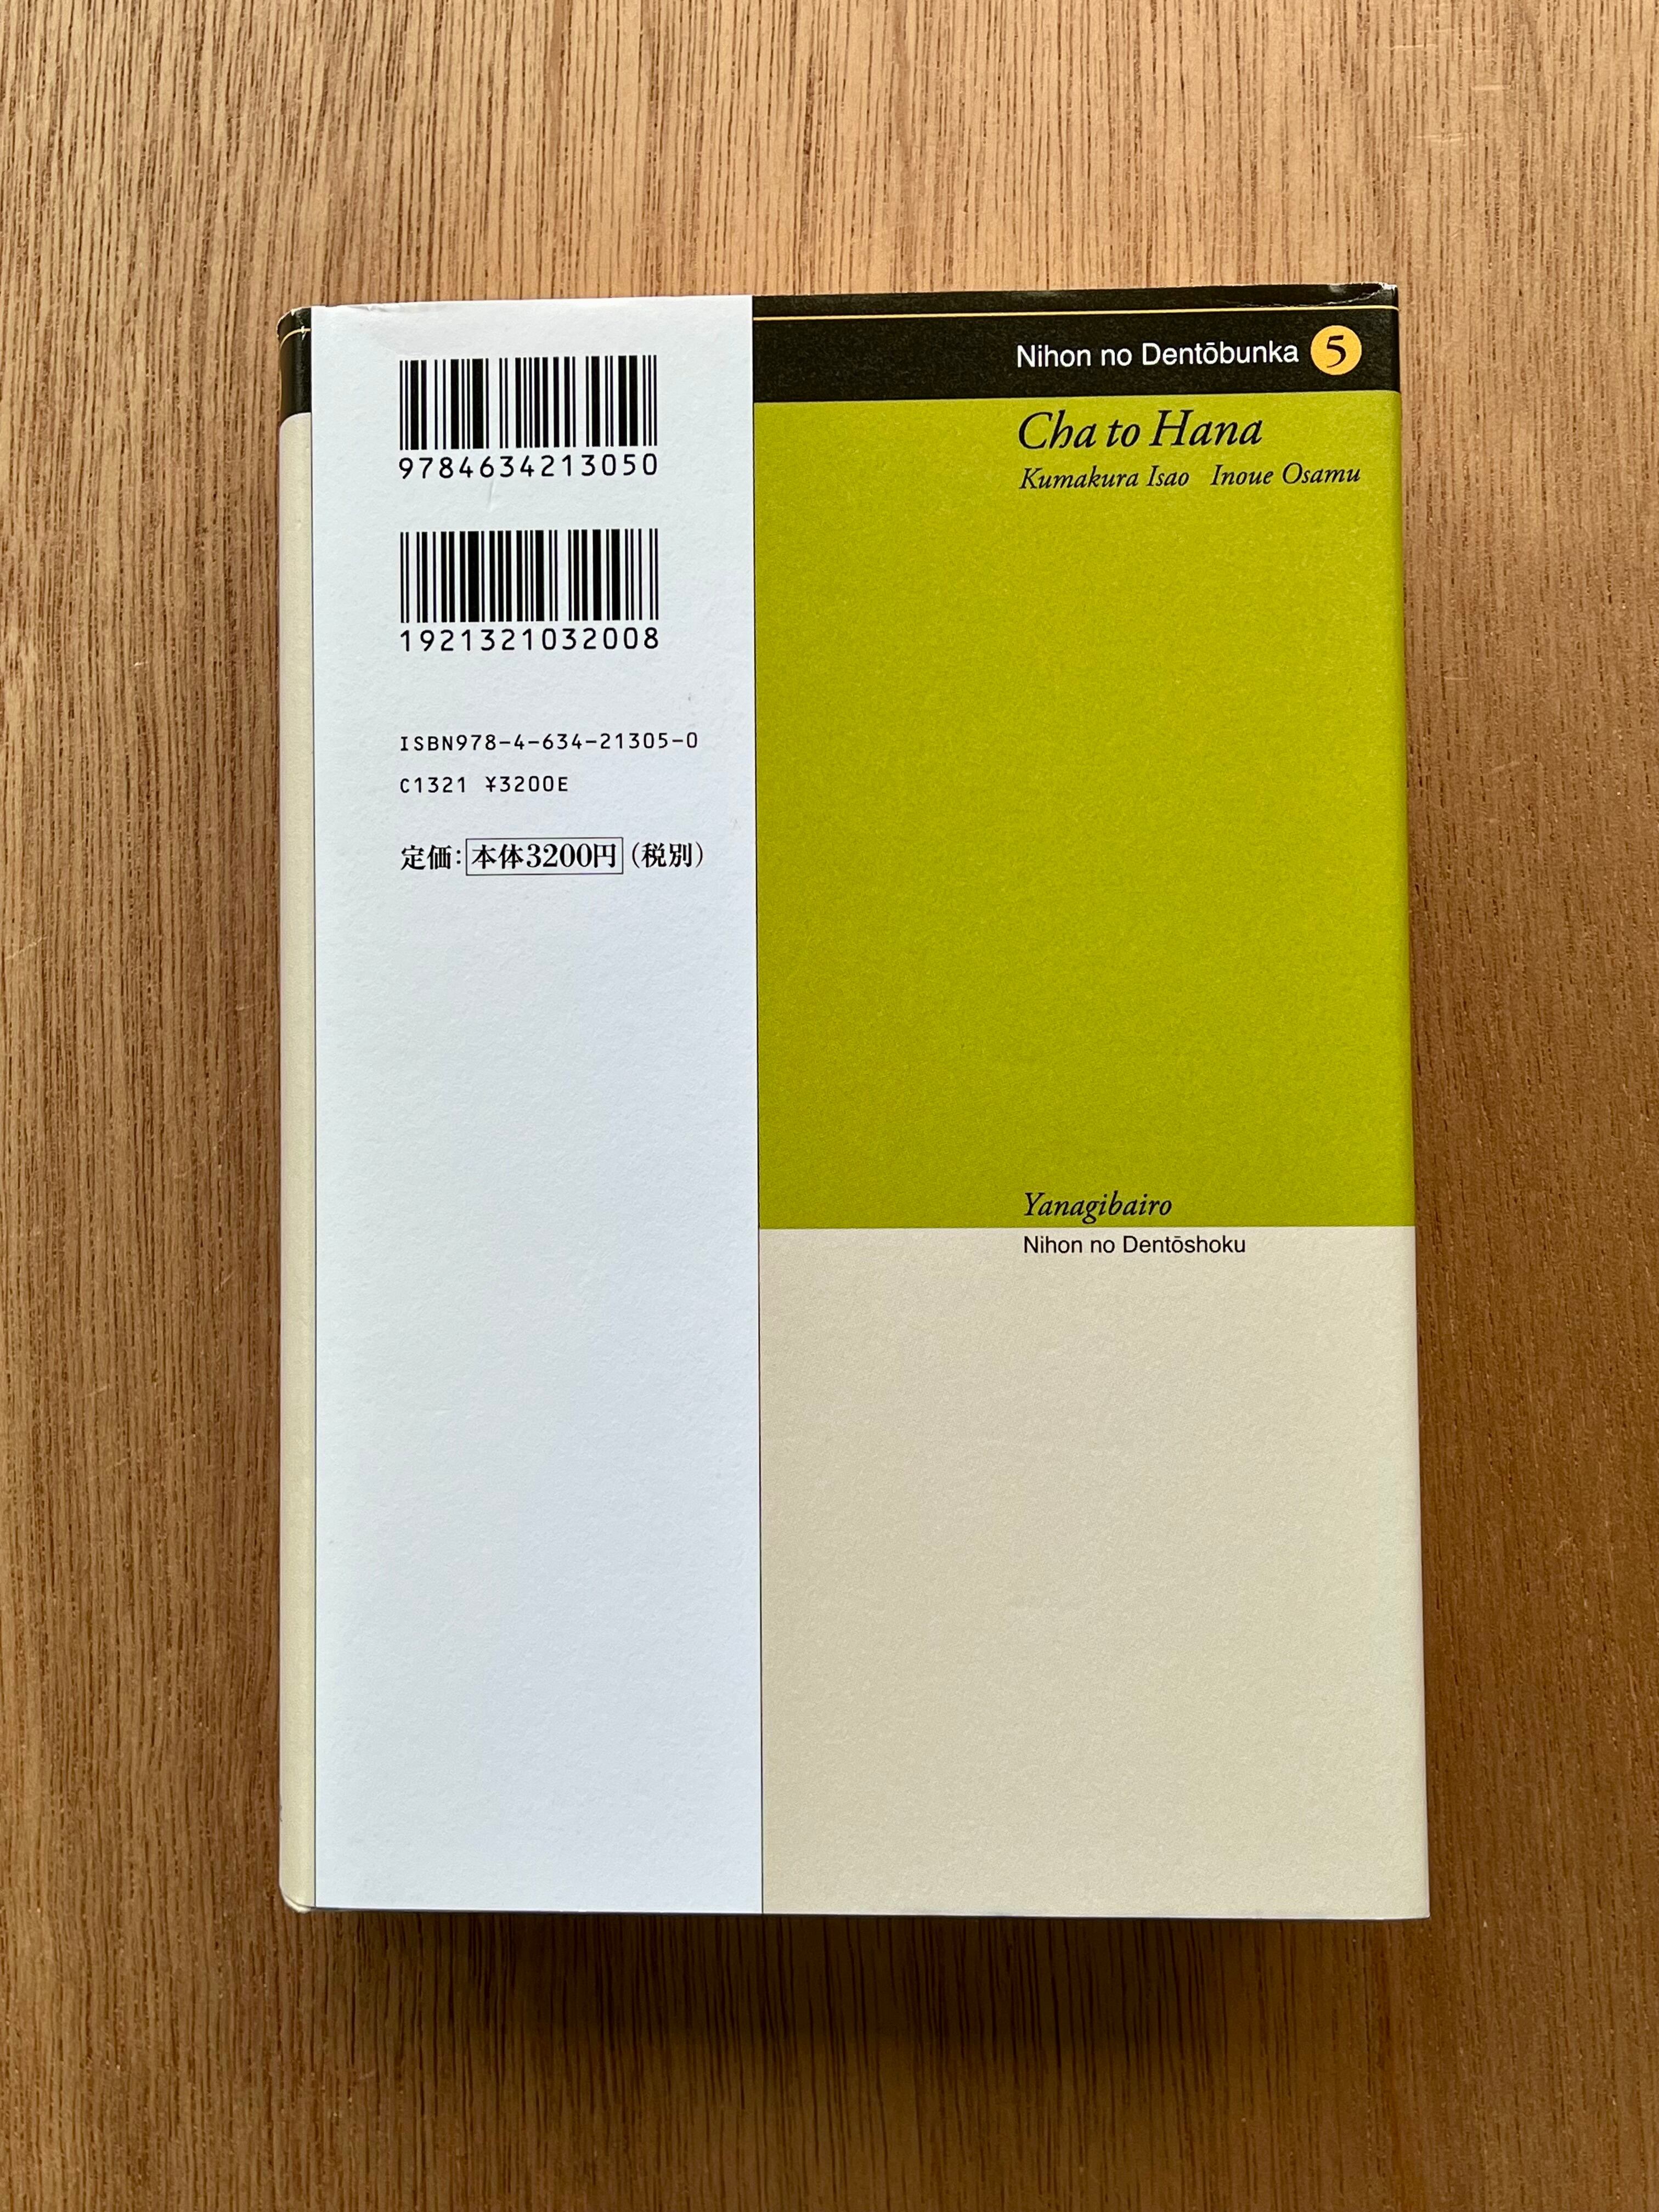 9784634213050
1921321032008
ISBN978-4-634-21305-0
C1321 ¥3200E
定価：本体3200円（税別）
Nihon no Dentōbunka 5
Cha to Hana
Kumakura Isao Inoue Osamu
Yanagibairo
Nihon no Dentōshoku